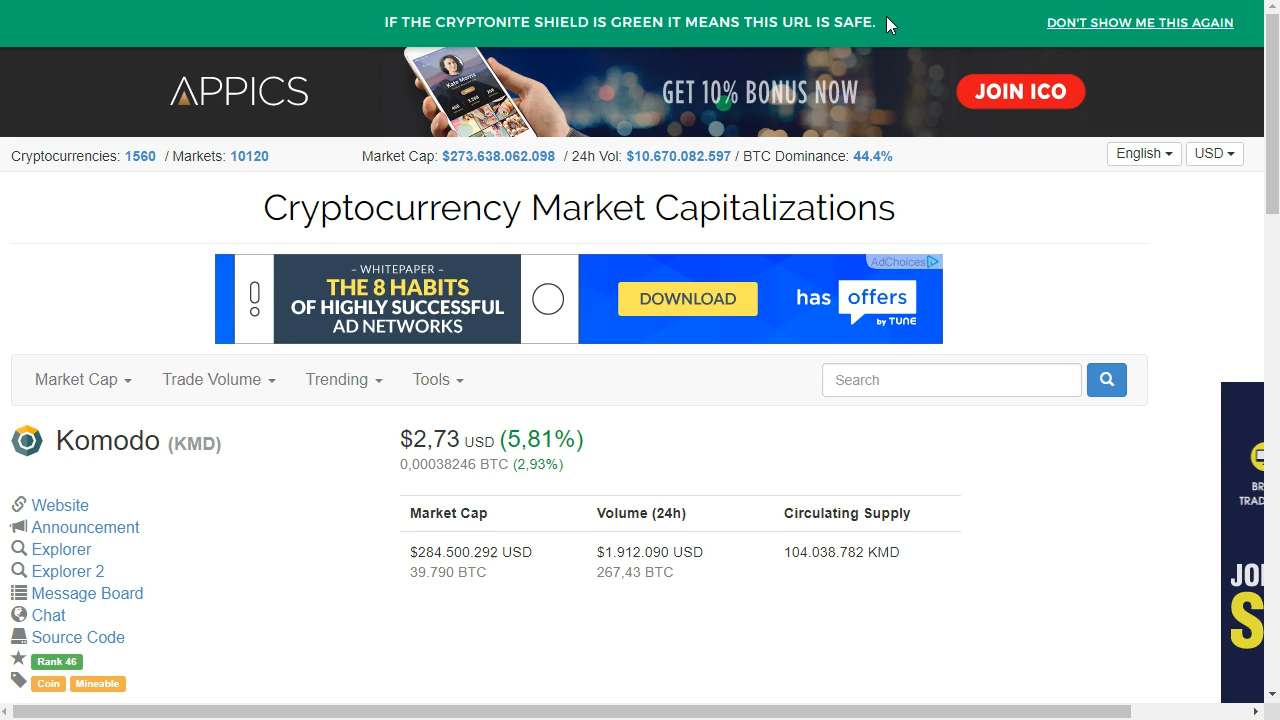 IF THE CRYPTONITE SHIELD IS GREEN IT MEANS THIS URL IS SAFE.
DON'T SHOW ME THIS AGAIN
APPICS
Kate Morris
GET 10% BONUS NOW
JOIN ICO
Cryptocurrencies: 1560 / Markets: 10120
Market Cap: $273.638.062.098 / 24h Vol: $10.670.082.597 / BTC Dominance: 44.4%
English
USD
Cryptocurrency Market Capitalizations
AdChoices
– WHITEPAPER –
THE 8 HABITS
OF HIGHLY SUCCESSFUL
AD NETWORKS
DOWNLOAD
has offers
by TUNE
Market Cap
Trade Volume
Trending
Tools
Search
Komodo (KMD)
$2,73 USD (5,81%)
0,00038246 BTC (2,93%)
Market Cap
Volume (24h)
Circulating Supply
$284.500.292 USD
$1.912.090 USD
104.038.782 KMD
39.790 BTC
267,43 BTC
Website
Announcement
Explorer
Explorer 2
Message Board
Chat
Source Code
Rank 46
Coin
Mineable
BR
TRAD
JOI
S